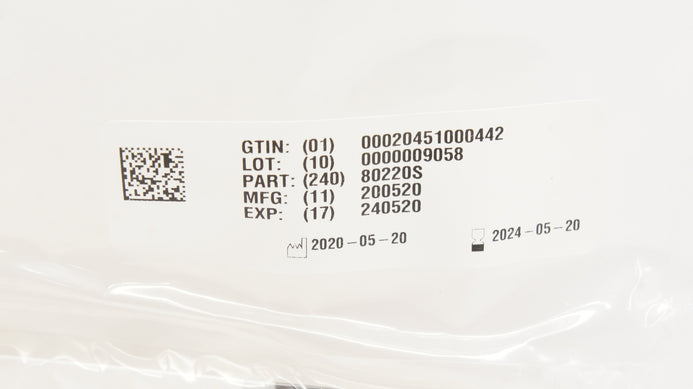 GTIN: (01) 00020451000442
LOT: (10) 0000009058
PART: (240) 80220S
MFG: (11) 200520
EXP: (17) 240520
2020-05-20 2024-05-20